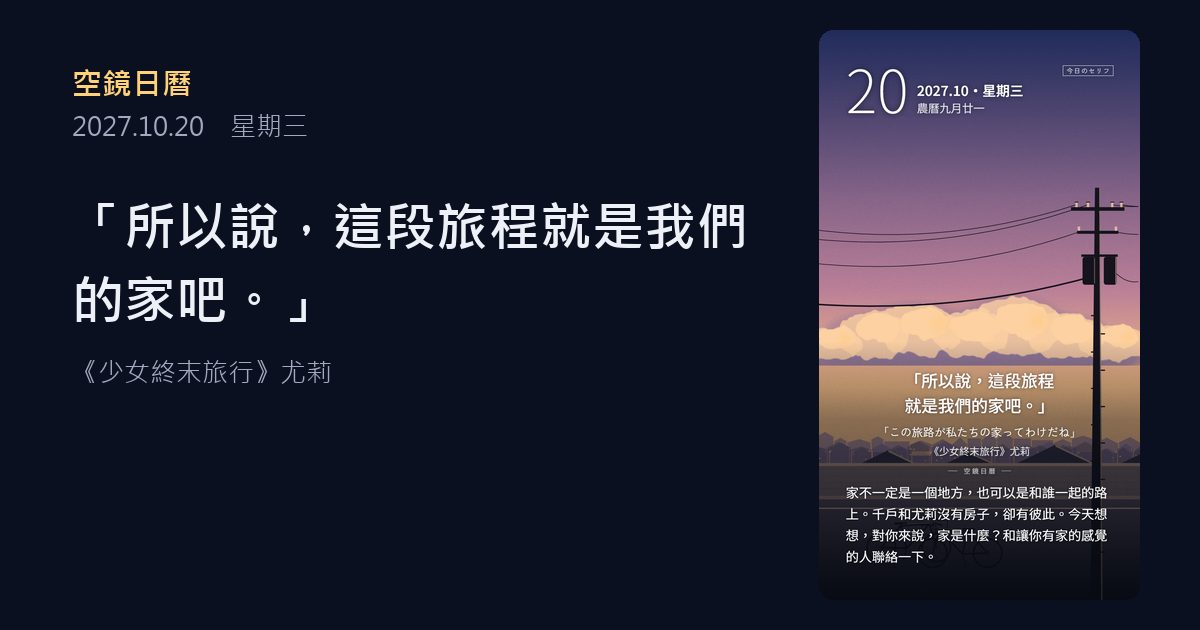 空鏡日曆
2027.10.20 星期三
「所以說，這段旅程就是我們
的家吧。」
《少女終末旅行》尤莉
今日のセリフ
20
2027.10・星期三
農曆九月廿一
「所以說，這段旅程
就是我們的家吧。」
「この旅路が私たちの家ってわけだね」
《少女終末旅行》尤莉
— 空鏡日曆 —
家不一定是一個地方，也可以是和誰一起的路
上。千戶和尤莉沒有房子，卻有彼此。今天想
想，對你來說，家是什麼？和讓你有家的感覺
的人聯絡一下。